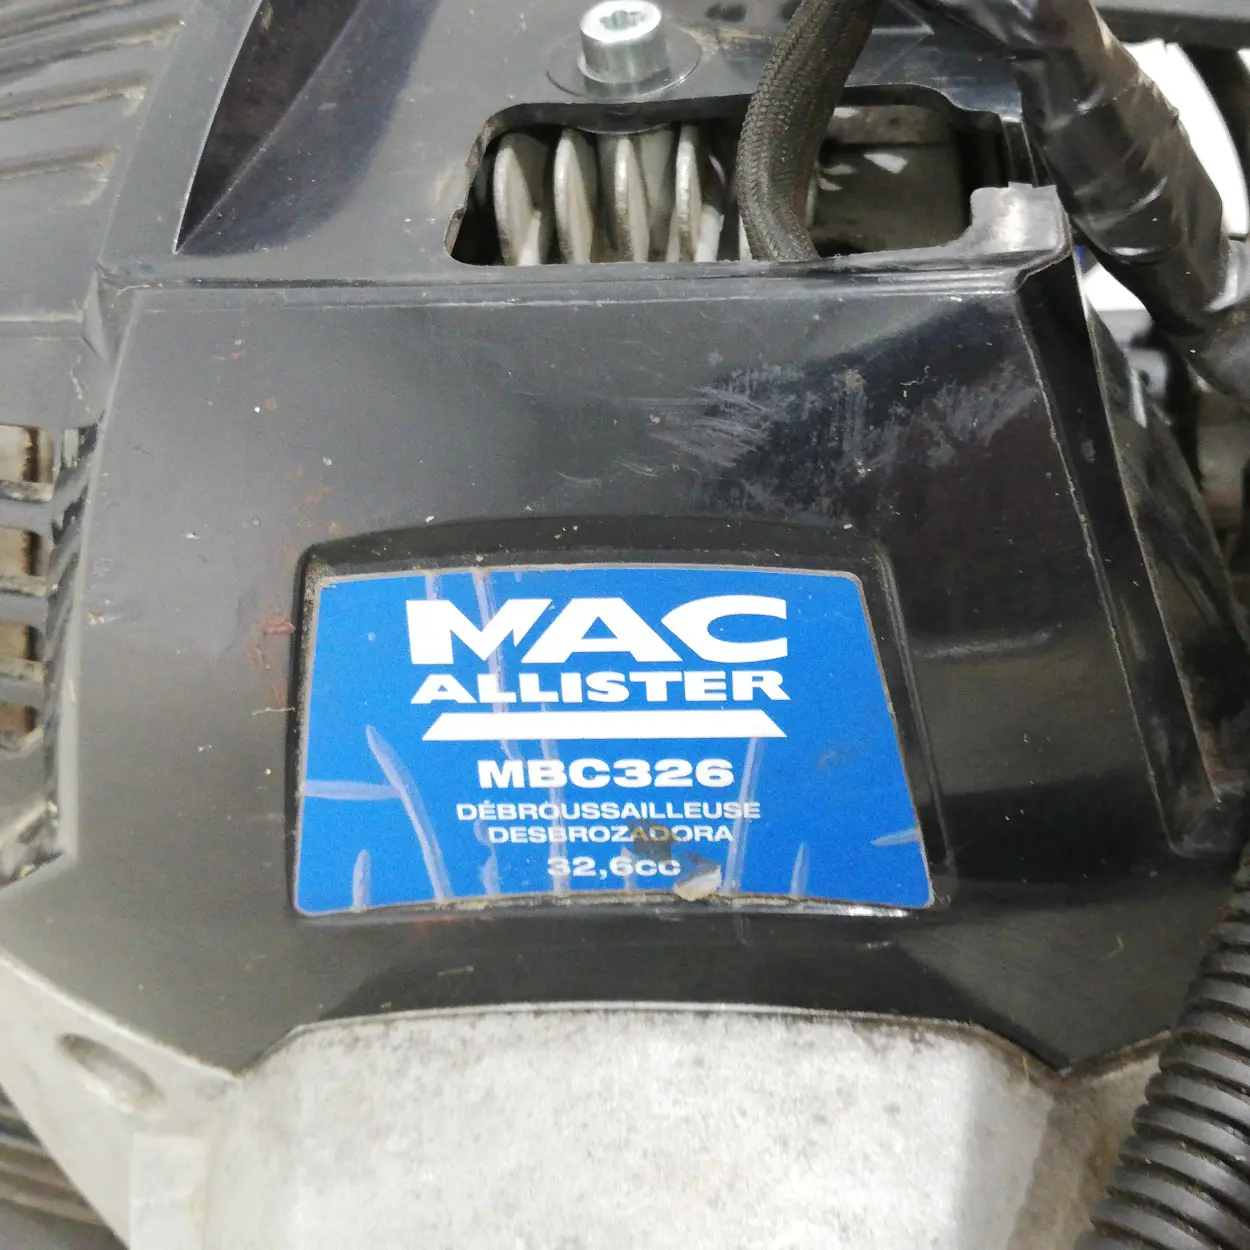 MAC
ALLISTER
MBC326
DÉBROUSSAILLEUSE
DESBROZADORA
32,6cc